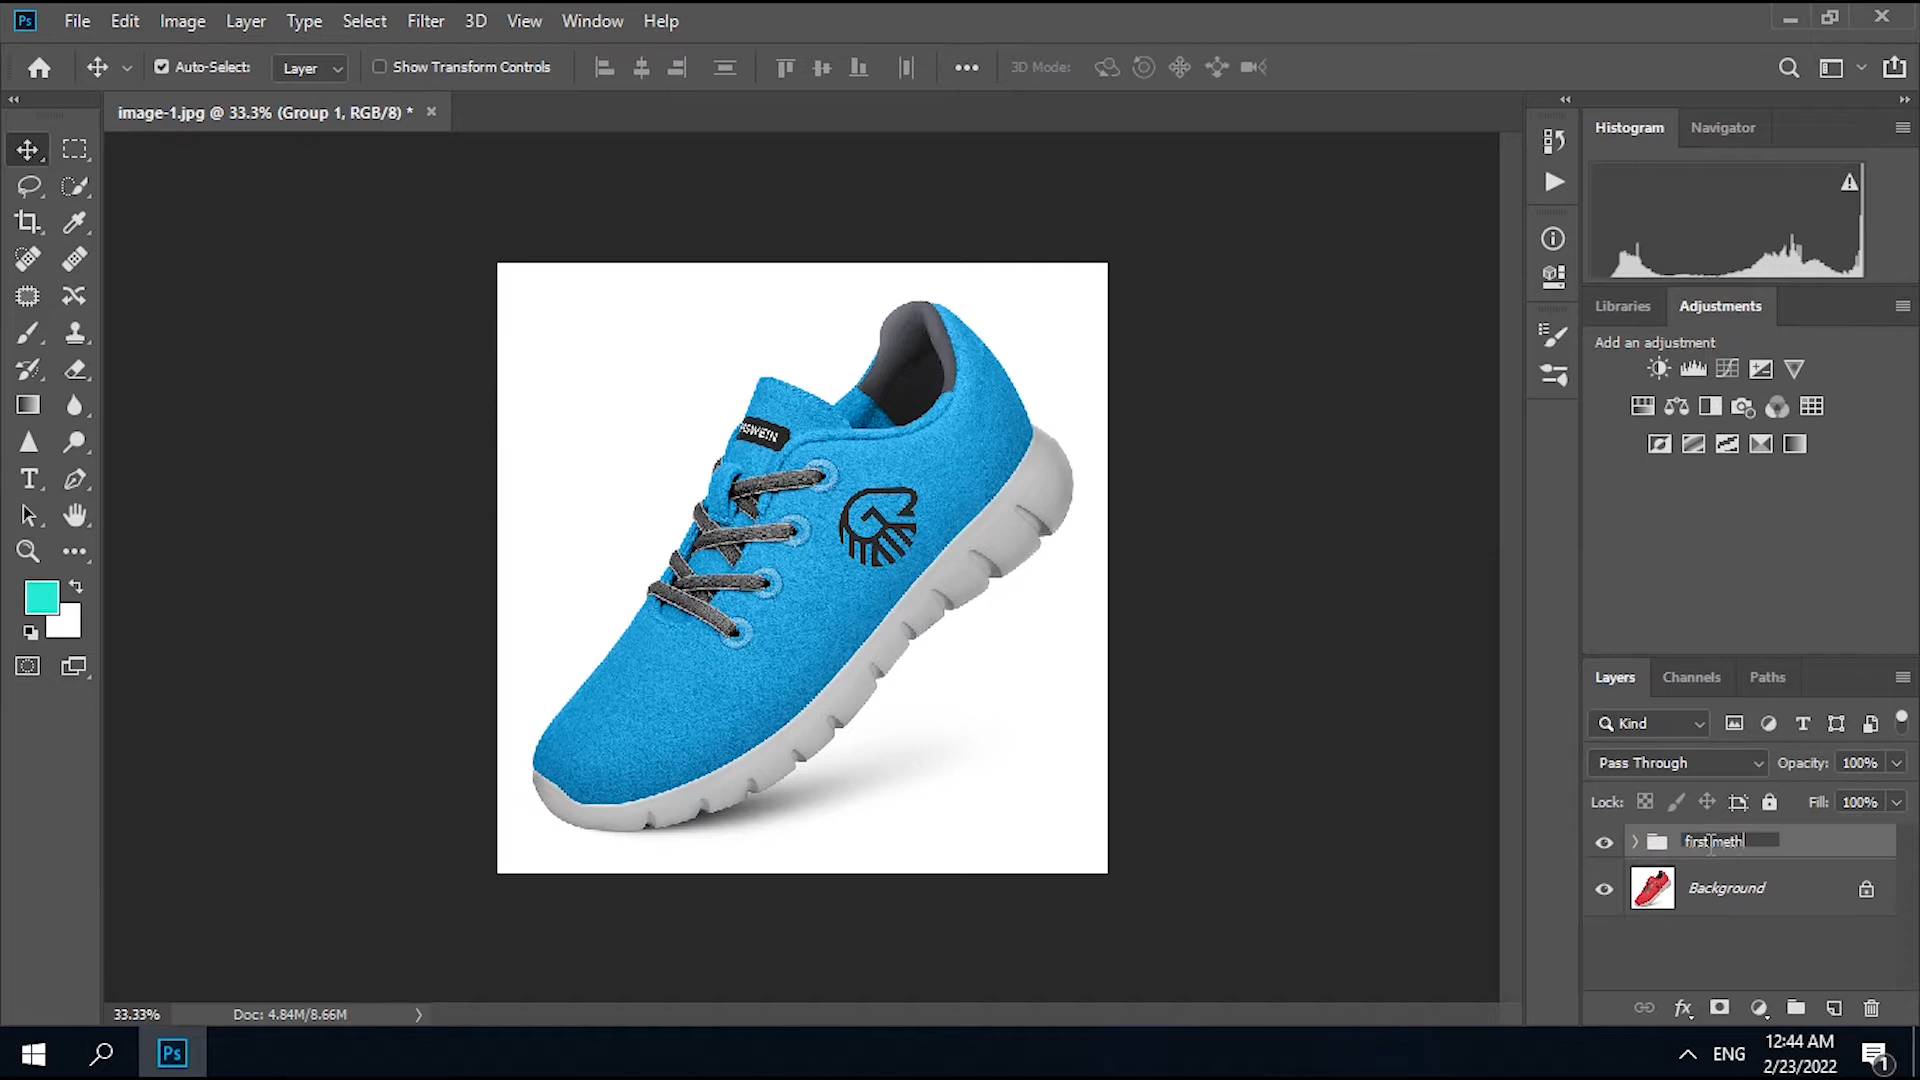 Ps File Edit Image Layer Type Select Filter 3D View Window Help
Auto-Select: Layer Show Transform Controls 3D Mode:
image-1.jpg @ 33.3% (Group 1, RGB/8) *
Histogram Navigator
Libraries Adjustments
Add an adjustment
Layers Channels Paths
Kind
Pass Through Opacity: 100%
Lock: Fill: 100%
first meth
Background
33.33% Doc: 4.84M/8.66M
Ps ENG 12:44 AM
2/23/2022
1